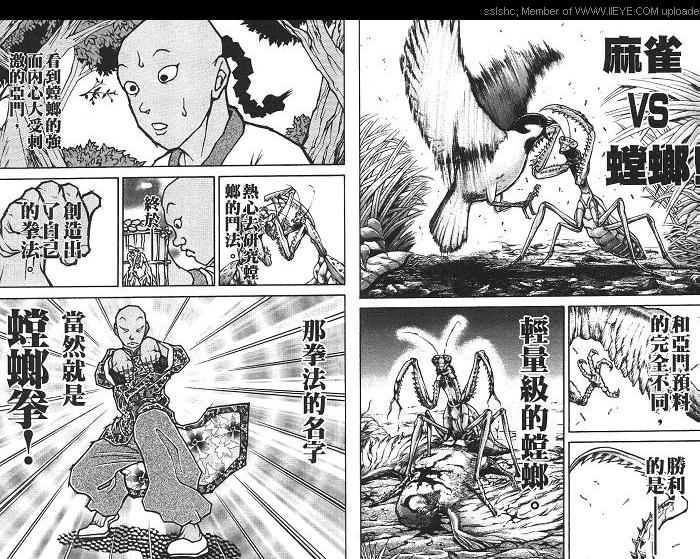 sslshc, Member of WWW.IIEYE.COM uploade
麻雀
VS
螳螂!
和亞門預料
的完全不同，
勝利
的是—
輕量級的螳螂。
看到螳螂的強
而內心大受刺
激的亞門，
熱心去研究螳
螂的鬥法。
終於
創造出
了自己
的拳法。
那拳法的名字
當然就是
螳螂拳！